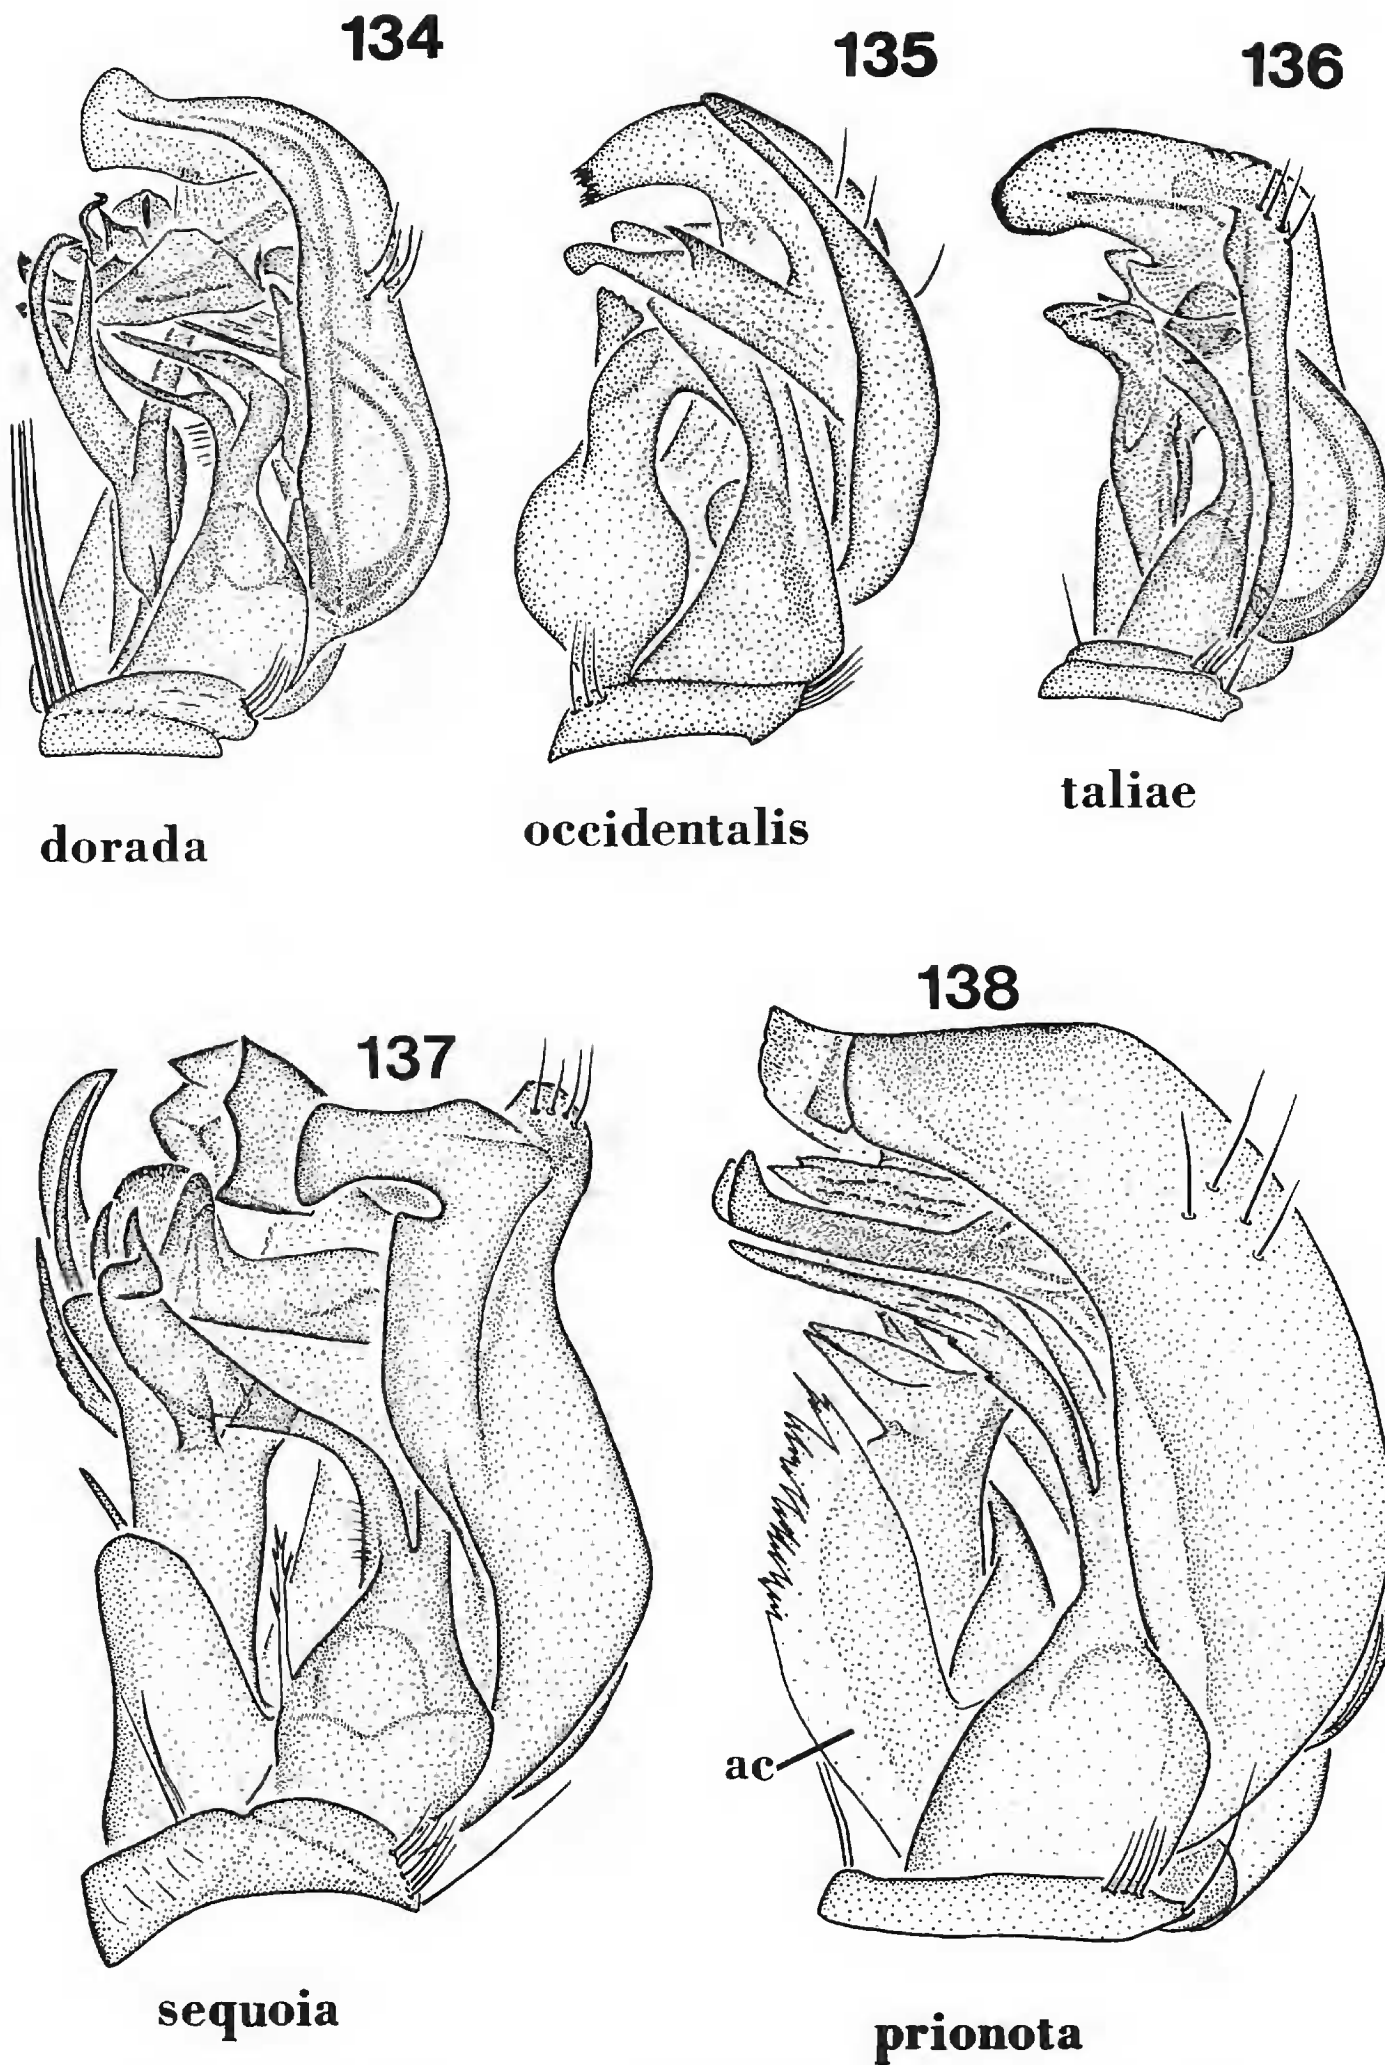 134
135
136
dorada
occidentalis
taliae
137
138
ac
sequoia
prionota